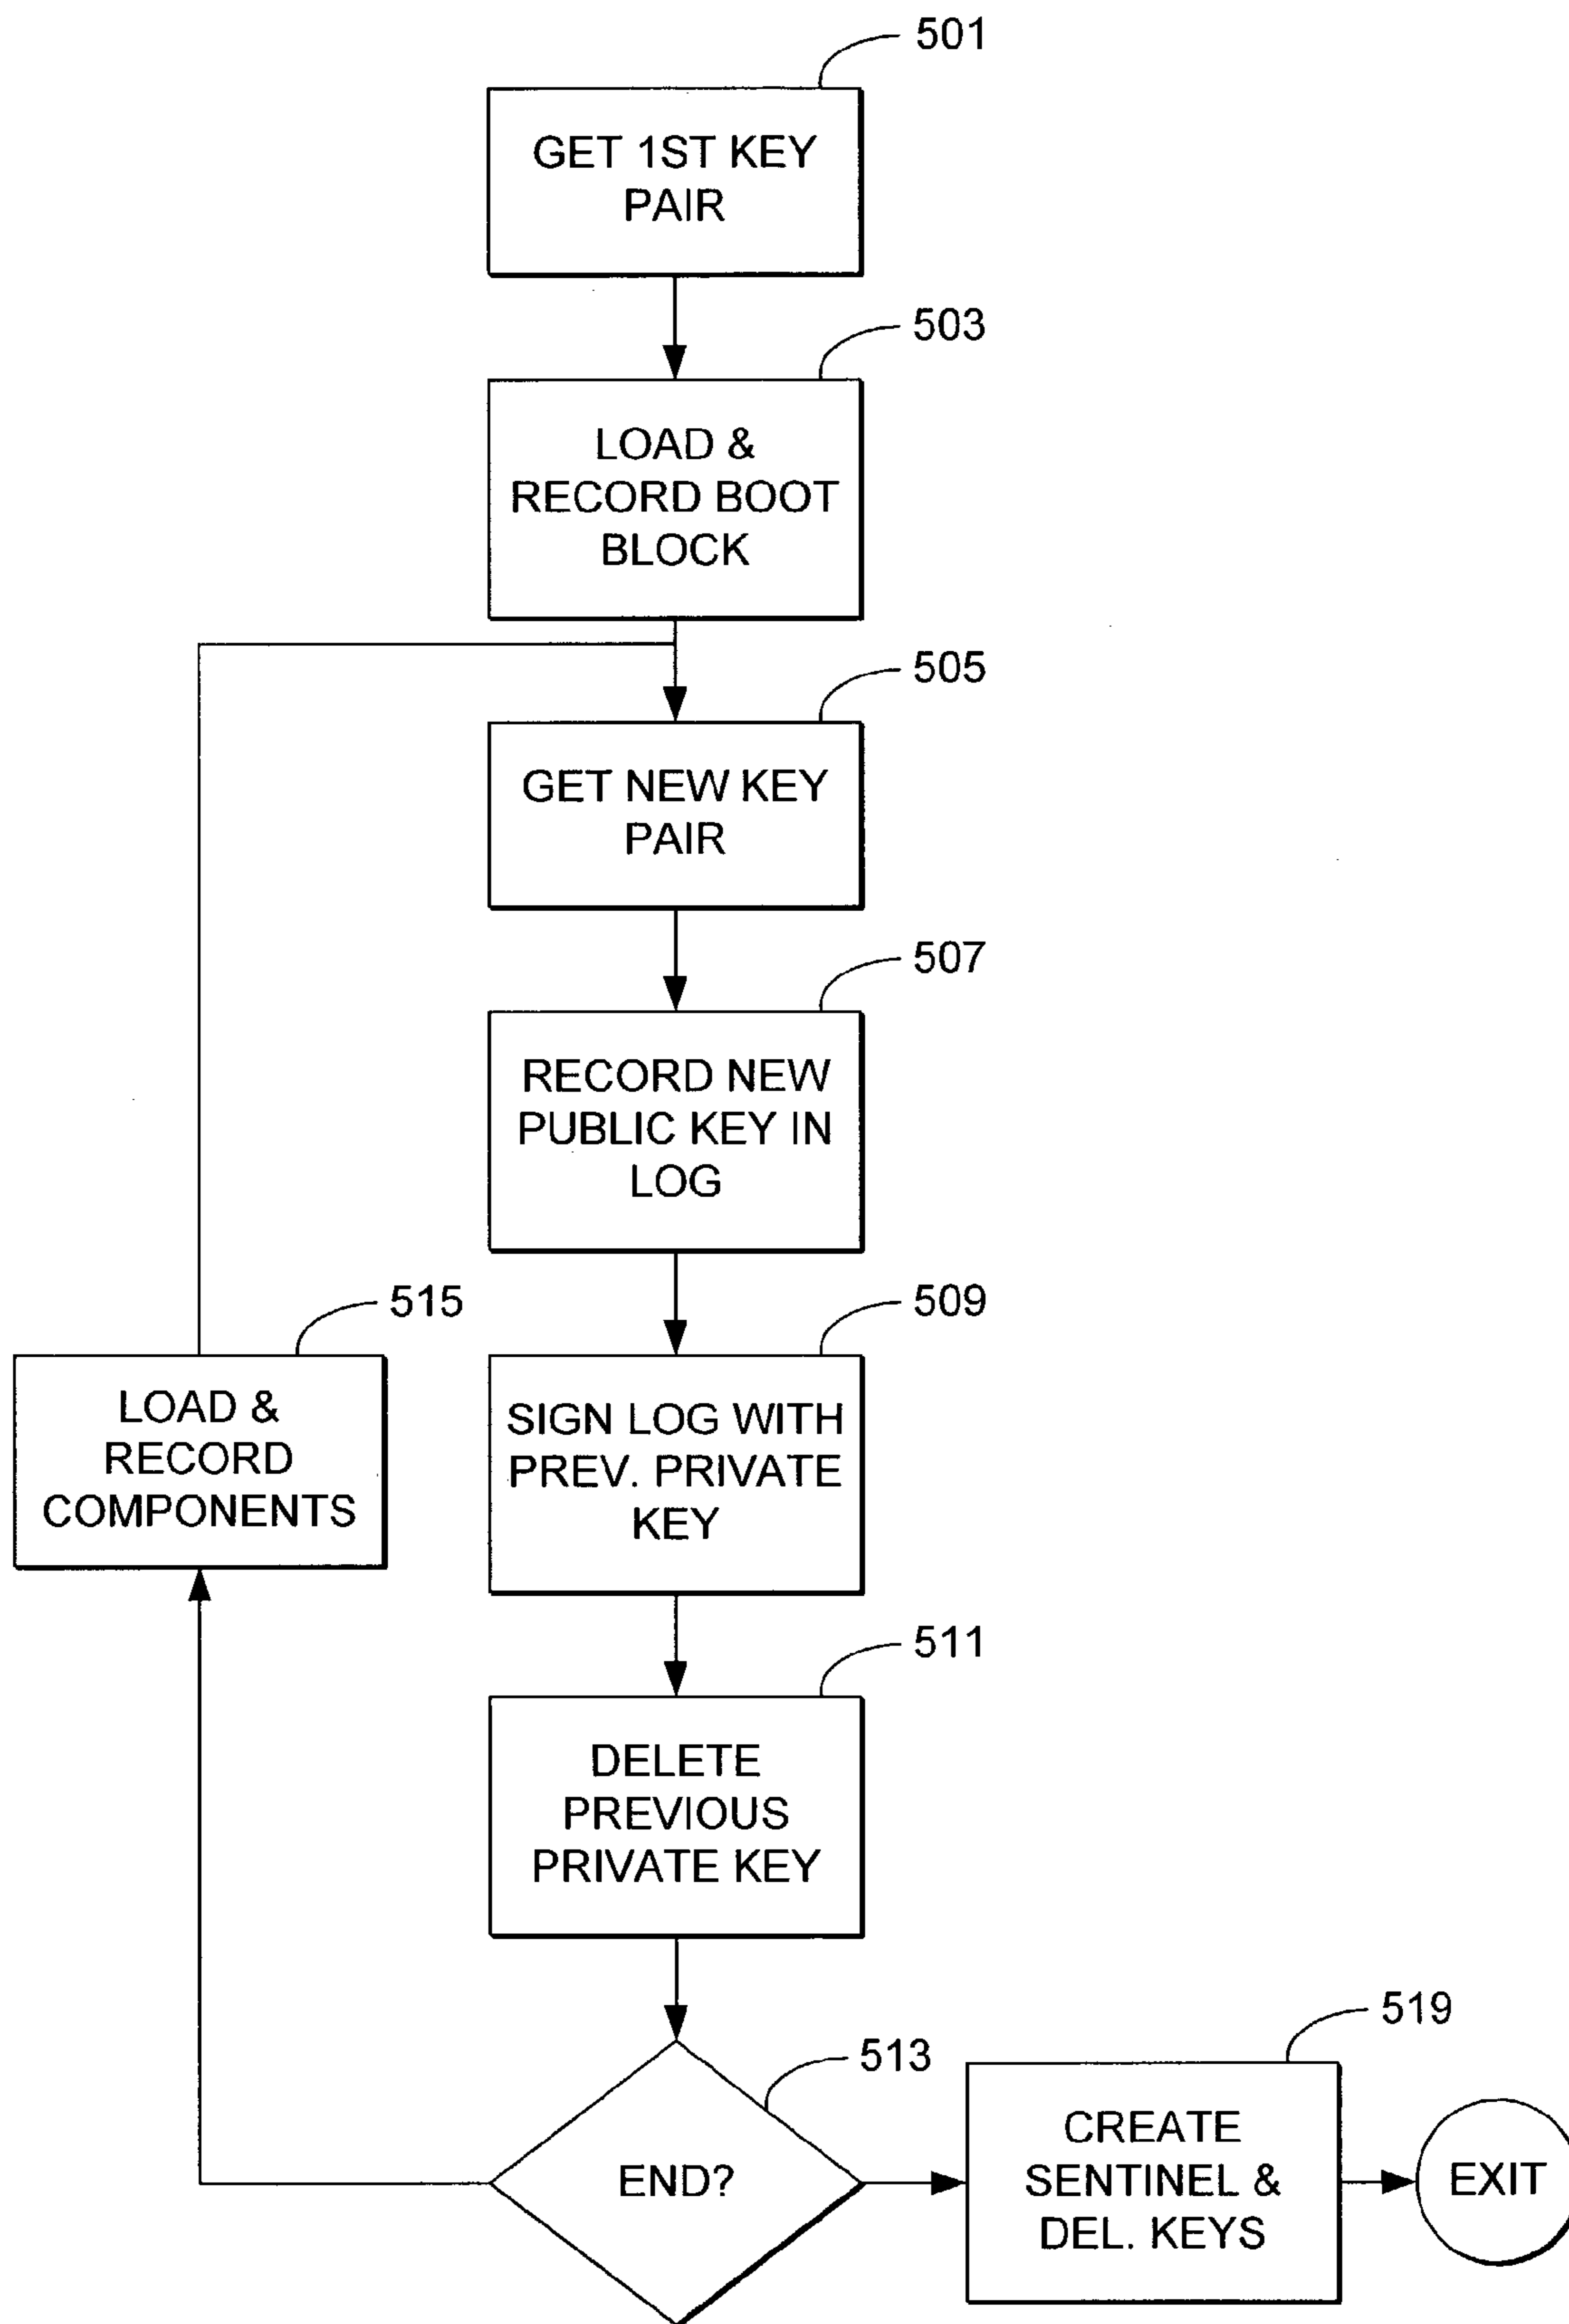 501
GET 1ST KEY
PAIR
503
LOAD &
RECORD BOOT
BLOCK
505
GET NEW KEY
PAIR
507
RECORD NEW
PUBLIC KEY IN
LOG
515
LOAD &
RECORD
COMPONENTS
509
SIGN LOG WITH
PREV. PRIVATE
KEY
511
DELETE
PREVIOUS
PRIVATE KEY
513
END?
519
CREATE
SENTINEL &
DEL. KEYS
EXIT